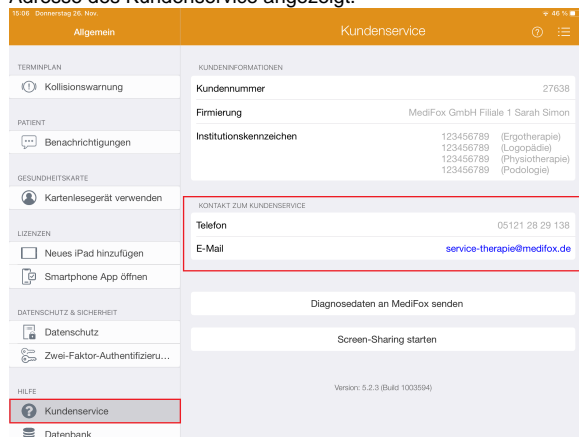 Adresse des Kundenservice angezeigt.
15:06 Donnerstag 26. Nov.
46 %
Allgemein
Kundenservice
TERMINPLAN
Kollisionswarnung
PATIENT
Benachrichtigungen
GESUNDHEITSKARTE
Kartenlesegerät verwenden
LIZENZEN
Neues iPad hinzufügen
Smartphone App öffnen
DATENSCHUTZ & SICHERHEIT
Datenschutz
Zwei-Faktor-Authentifizieru...
HILFE
Kundenservice
Datenbank
KUNDENINFORMATIONEN
Kundennummer 27638
Firmierung MediFox GmbH Filiale 1 Sarah Simon
Institutionskennzeichen 123456789 (Ergotherapie)
123456789 (Logopädie)
123456789 (Physiotherapie)
123456789 (Podologie)
KONTAKT ZUM KUNDENSERVICE
Telefon 05121 28 29 138
E-Mail service-therapie@medifox.de
Diagnosedaten an MediFox senden
Screen-Sharing starten
Version: 5.2.3 (Build 1003594)